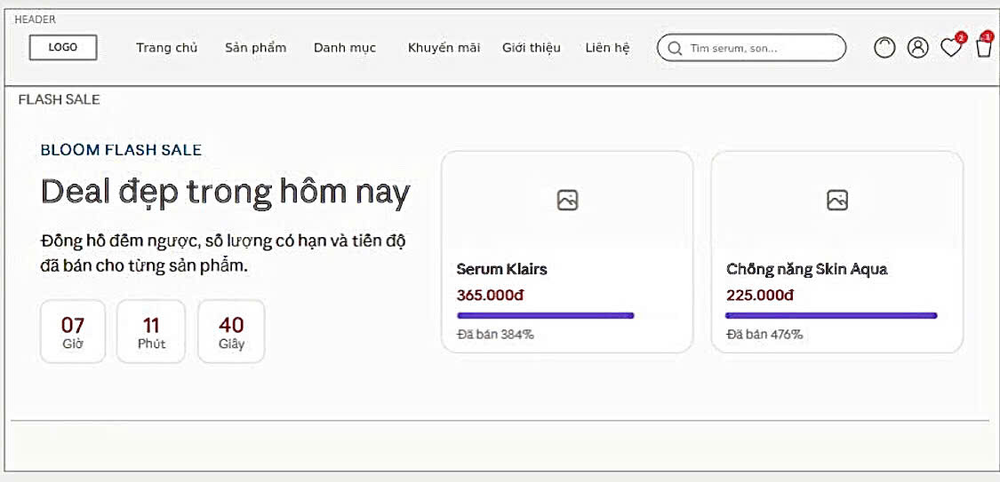 HEADER
LOGO
Trang chủ
Sản phẩm
Danh mục
Khuyến mãi
Giới thiệu
Liên hệ
Tìm serum, son...
2
1
FLASH SALE
BLOOM FLASH SALE
Deal đẹp trong hôm nay
Đồng hồ đếm ngược, số lượng có hạn và tiến độ
đã bán cho từng sản phẩm.
07
Giờ
11
Phút
40
Giây
Serum Klairs
365.000đ
Đã bán 384%
Chống nắng Skin Aqua
225.000đ
Đã bán 476%